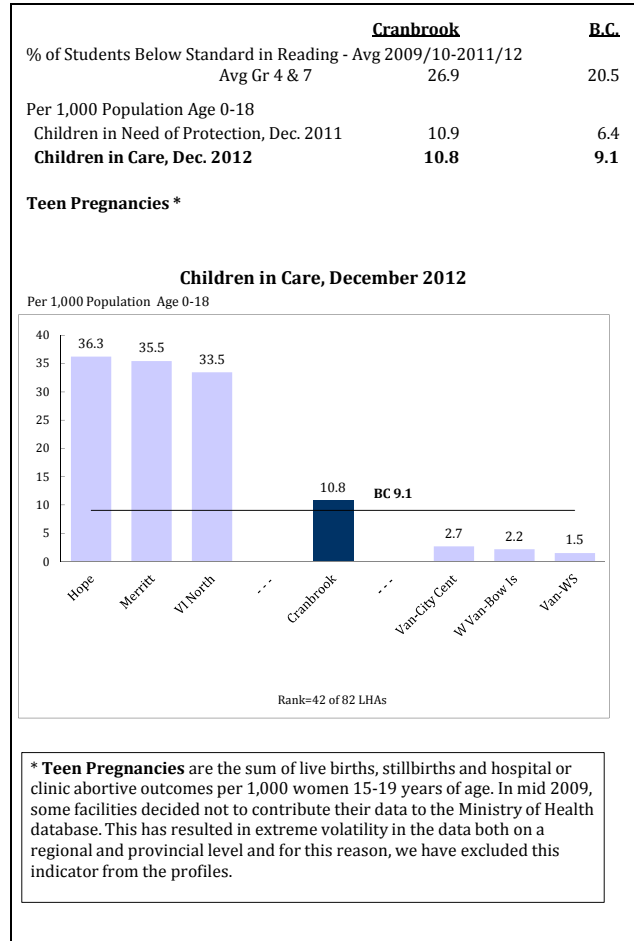 Cranbrook B.C.
% of Students Below Standard in Reading - Avg 2009/10-2011/12
Avg Gr 4 & 7 26.9 20.5
Per 1,000 Population Age 0-18
Children in Need of Protection, Dec. 2011 10.9 6.4
Children in Care, Dec. 2012 10.8 9.1
Teen Pregnancies *
Children in Care, December 2012
Per 1,000 Population Age 0-18
40
35
30
25
20
15
10
5
0
36.3
35.5
33.5
10.8
BC 9.1
2.7
2.2
1.5
Hope
Merritt
VI North
- - -
Cranbrook
- - -
Van-City Cent
W Van-Bow Is
Van-WS
Rank=42 of 82 LHAs
* Teen Pregnancies are the sum of live births, stillbirths and hospital or
clinic abortive outcomes per 1,000 women 15-19 years of age. In mid 2009,
some facilities decided not to contribute their data to the Ministry of Health
database. This has resulted in extreme volatility in the data both on a
regional and provincial level and for this reason, we have excluded this
indicator from the profiles.